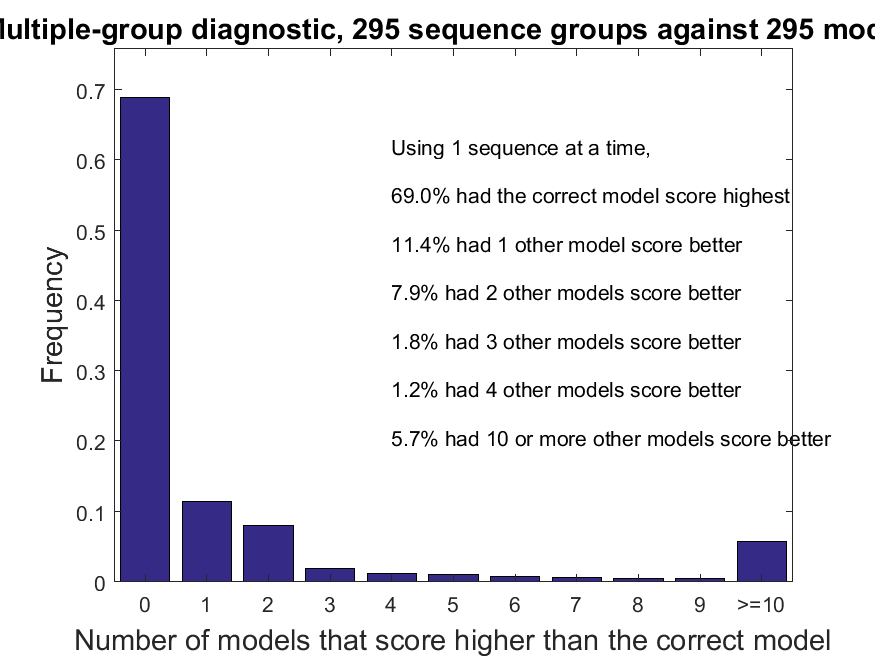 Multiple-group diagnostic, 295 sequence groups against 295 mod
0.7
0.6
0.5
0.4
0.3
0.2
0.1
0
Frequency
Using 1 sequence at a time,
69.0% had the correct model score highest
11.4% had 1 other model score better
7.9% had 2 other models score better
1.8% had 3 other models score better
1.2% had 4 other models score better
5.7% had 10 or more other models score better
0 1 2 3 4 5 6 7 8 9 >=10
Number of models that score higher than the correct model